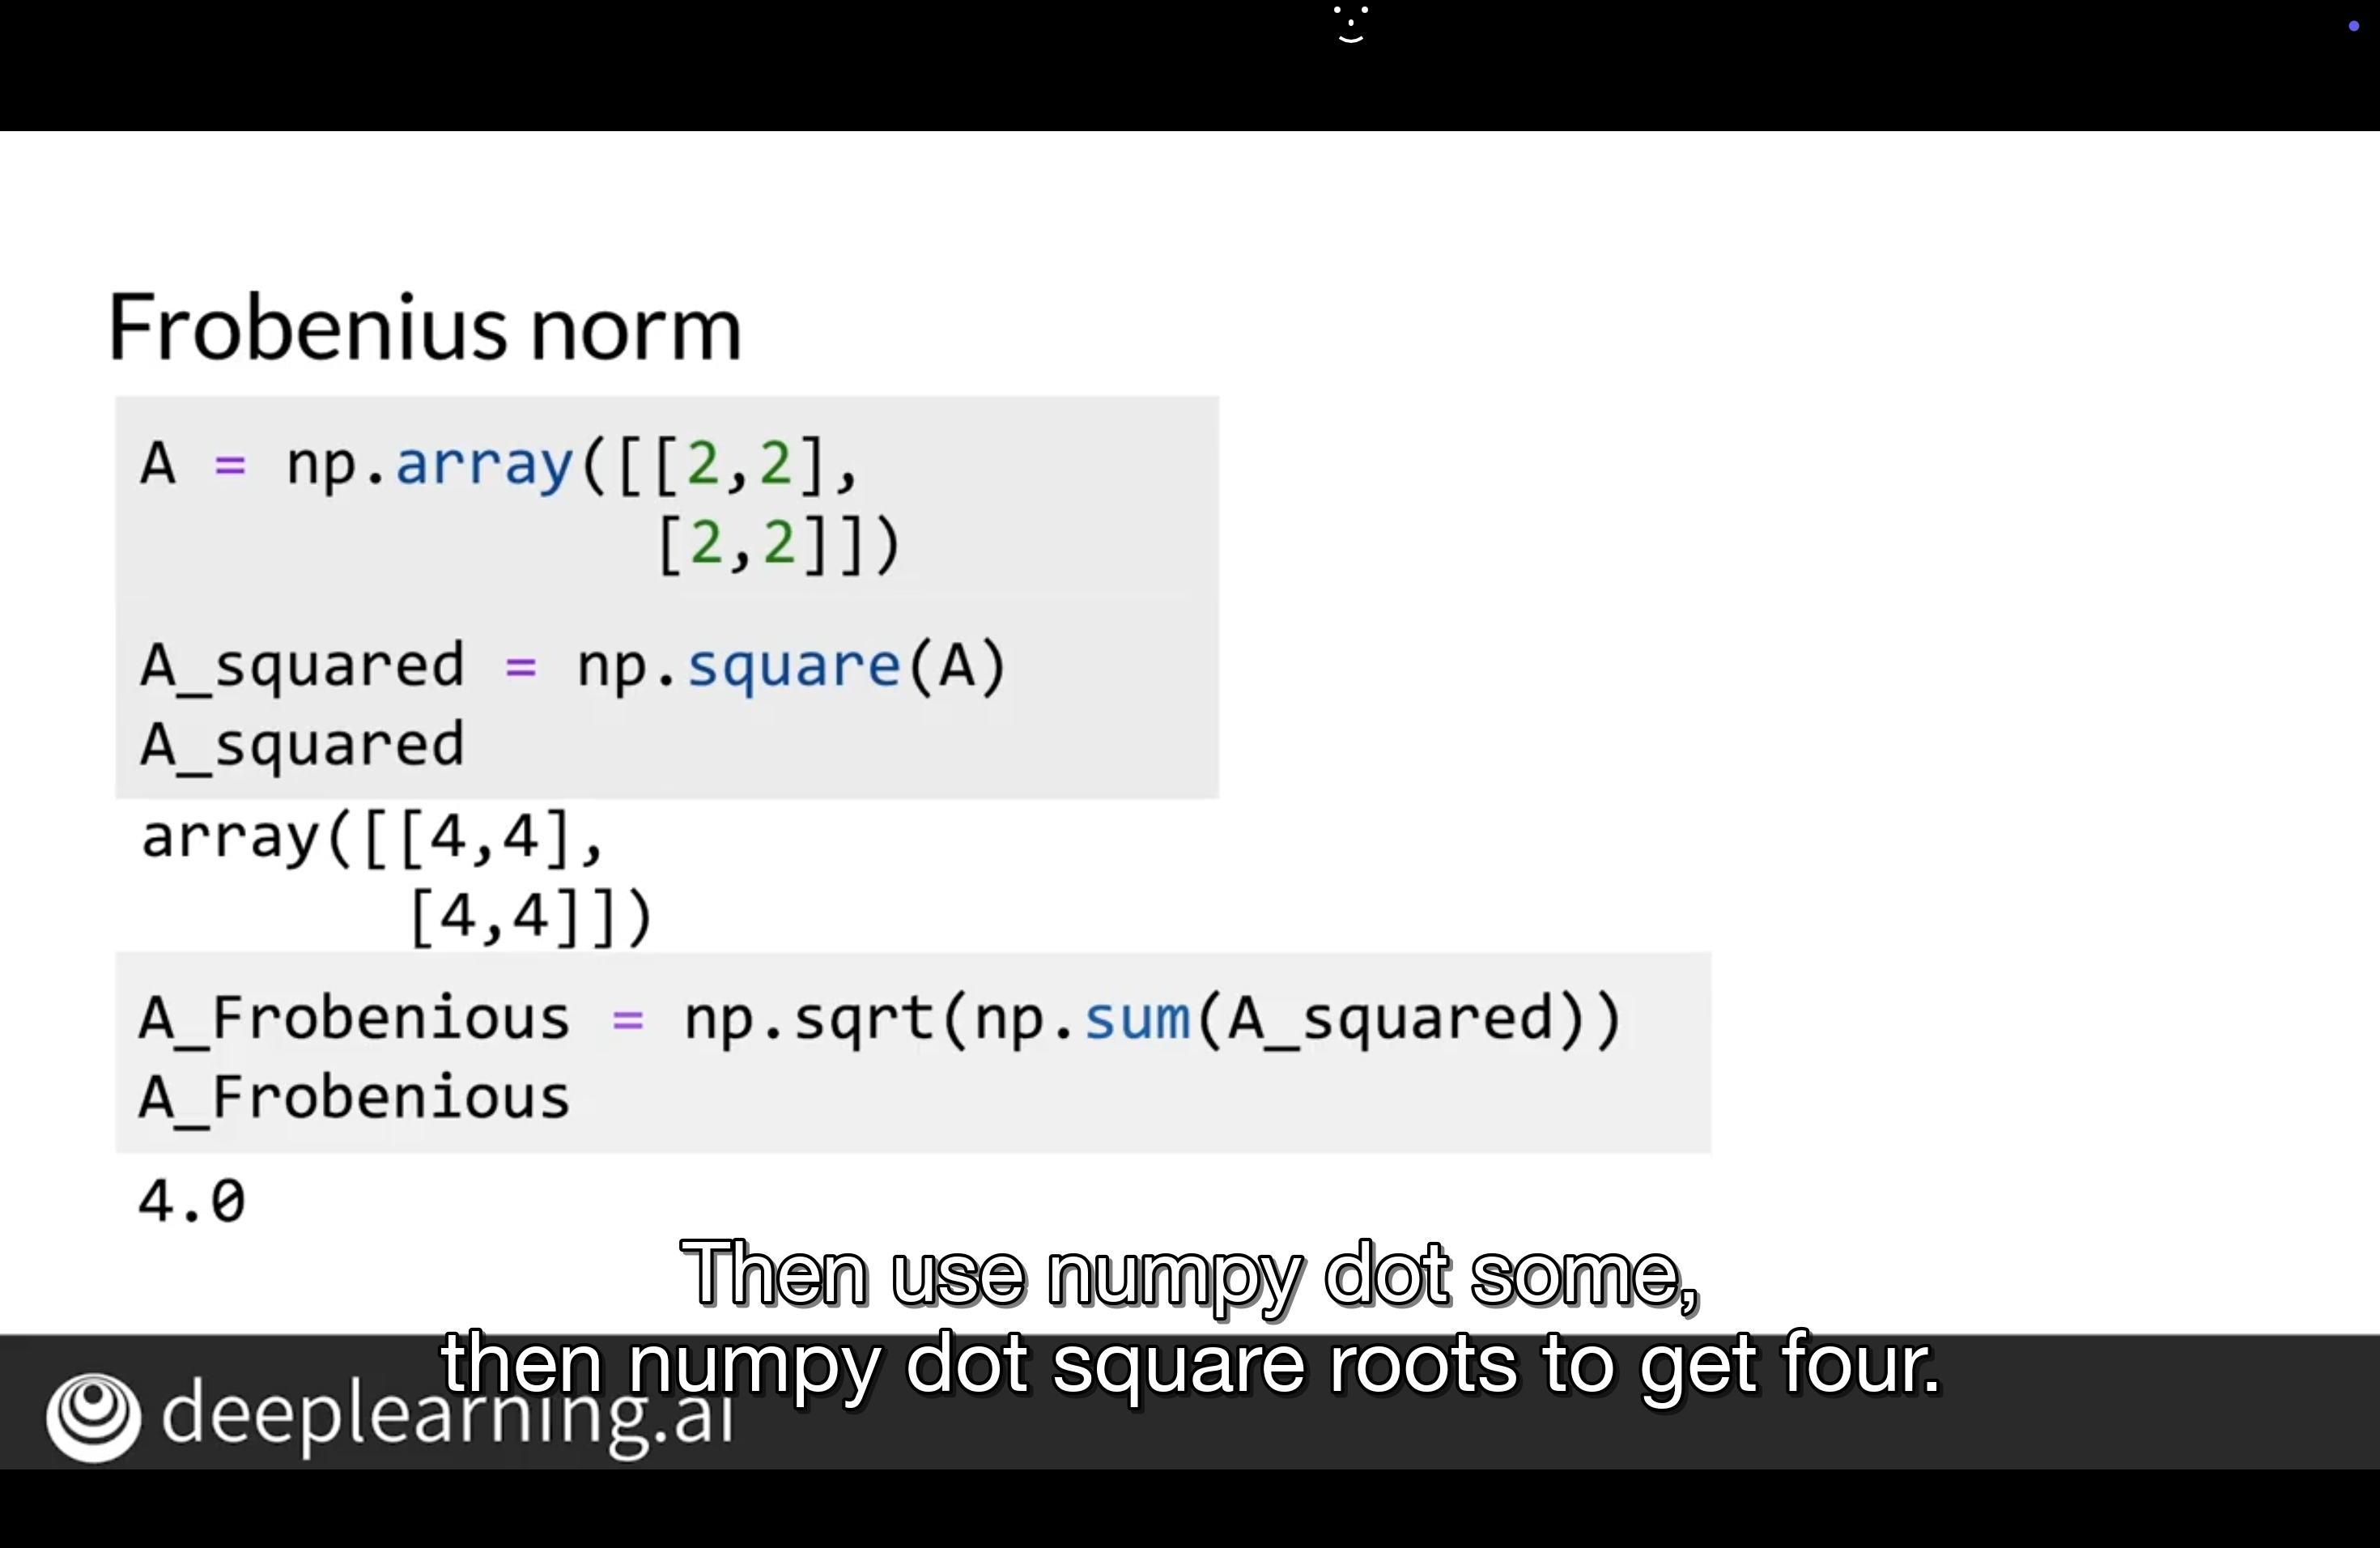 Frobenius norm
A = np.array([[2,2],
[2,2]])
A_squared = np.square(A)
A_squared
array([[4,4],
[4,4]])
A_Frobenious = np.sqrt(np.sum(A_squared))
A_Frobenious
4.0
Then use numpy dot some,
then numpy dot square roots to get four.
deeplearning.ai